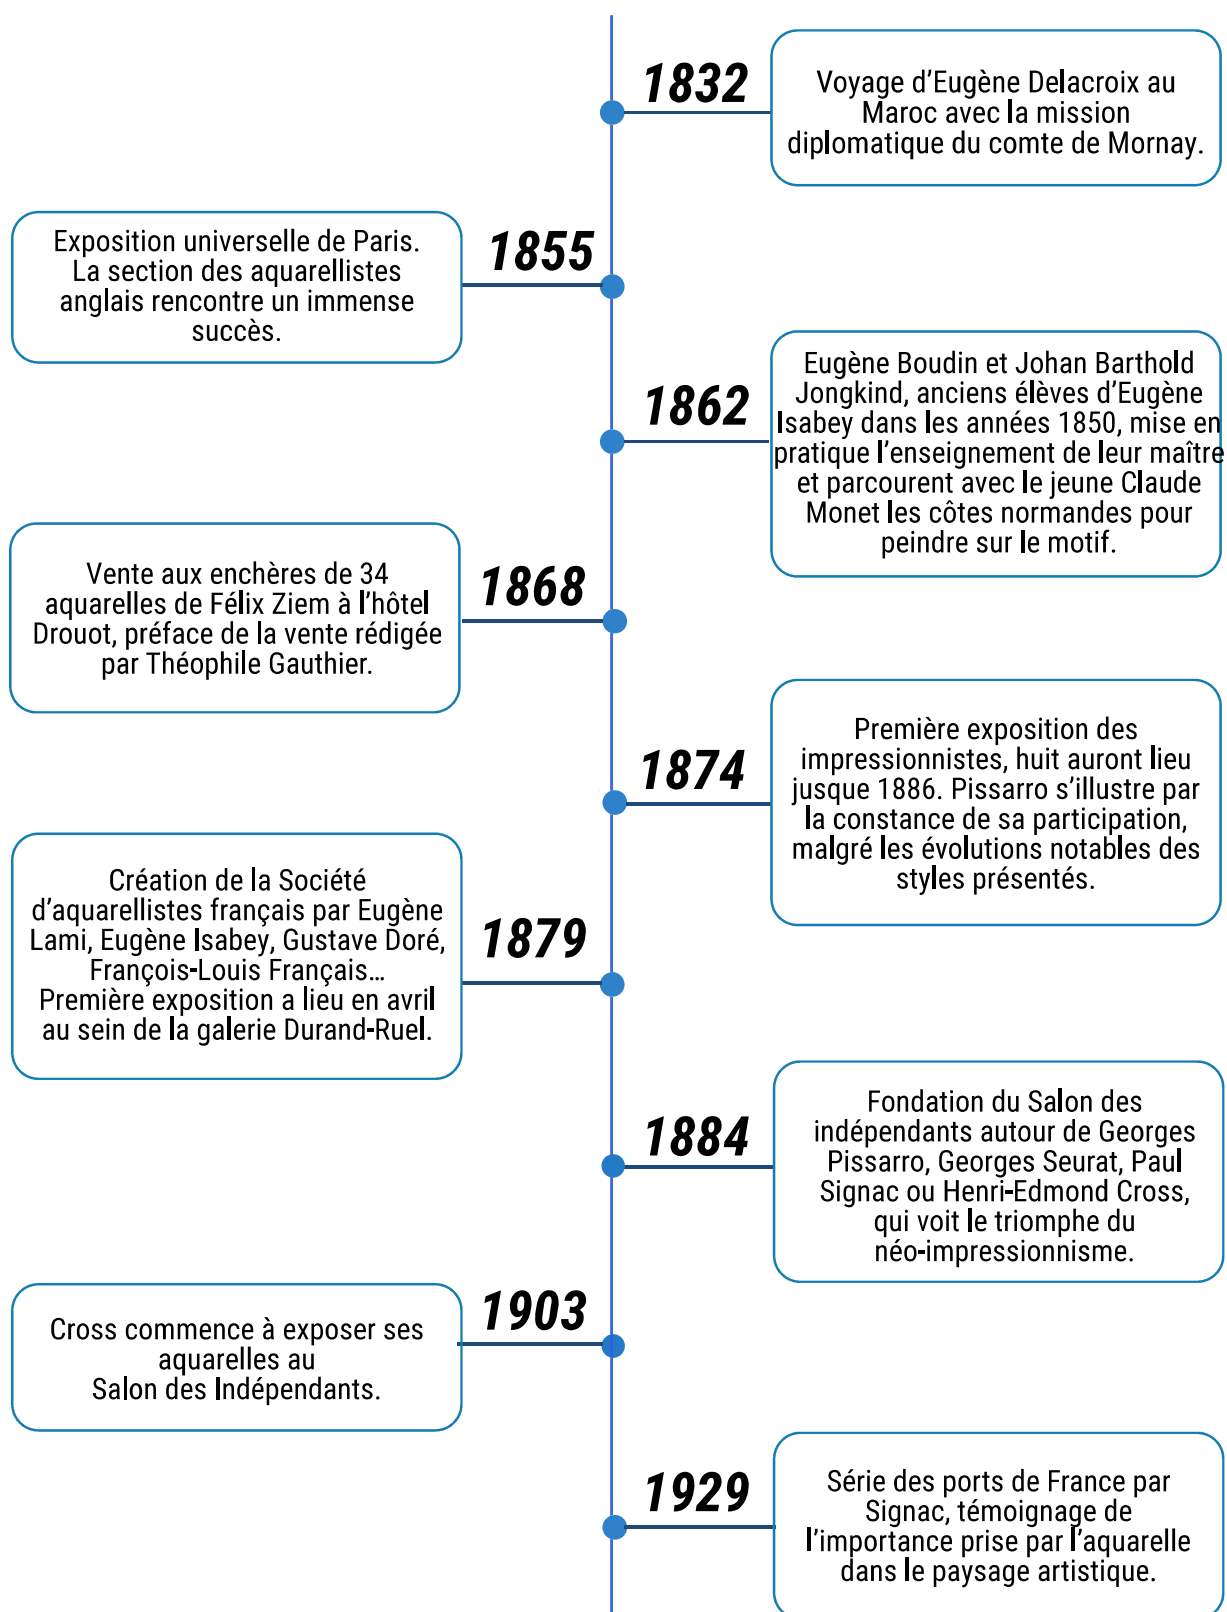 1832
Voyage d’Eugène Delacroix au
Maroc avec la mission
diplomatique du comte de Mornay.
1855
Exposition universelle de Paris.
La section des aquarellistes
anglais rencontre un immense
succès.
1862
Eugène Boudin et Johan Barthold
Jongkind, anciens élèves d’Eugène
Isabey dans les années 1850, mise en
pratique l’enseignement de leur maître
et parcourent avec le jeune Claude
Monet les côtes normandes pour
peindre sur le motif.
1868
Vente aux enchères de 34
aquarelles de Félix Ziem à l’hôtel
Drouot, préface de la vente rédigée
par Théophile Gauthier.
1874
Première exposition des
impressionnistes, huit auront lieu
jusque 1886. Pissarro s’illustre par
la constance de sa participation,
malgré les évolutions notables des
styles présentés.
1879
Création de la Société
d’aquarellistes français par Eugène
Lami, Eugène Isabey, Gustave Doré,
François-Louis Français…
Première exposition a lieu en avril
au sein de la galerie Durand-Ruel.
1884
Fondation du Salon des
indépendants autour de Georges
Pissarro, Georges Seurat, Paul
Signac ou Henri-Edmond Cross,
qui voit le triomphe du
néo-impressionnisme.
1903
Cross commence à exposer ses
aquarelles au
Salon des Indépendants.
1929
Série des ports de France par
Signac, témoignage de
l’importance prise par l’aquarelle
dans le paysage artistique.